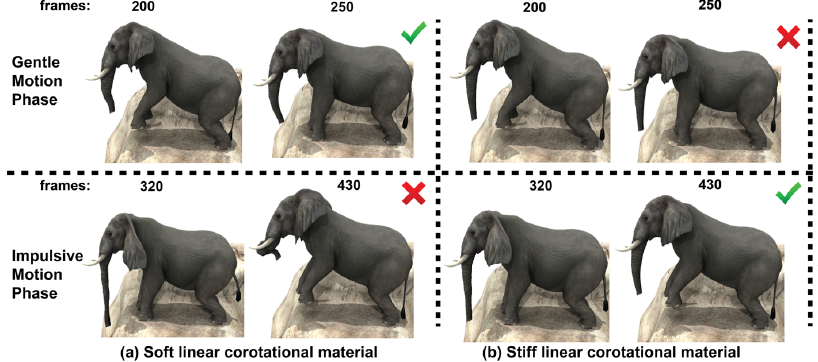 frames: 200 250 200 250
Gentle
Motion
Phase
frames: 320 430 320 430
Impulsive
Motion
Phase
(a) Soft linear corotational material (b) Stiff linear corotational material